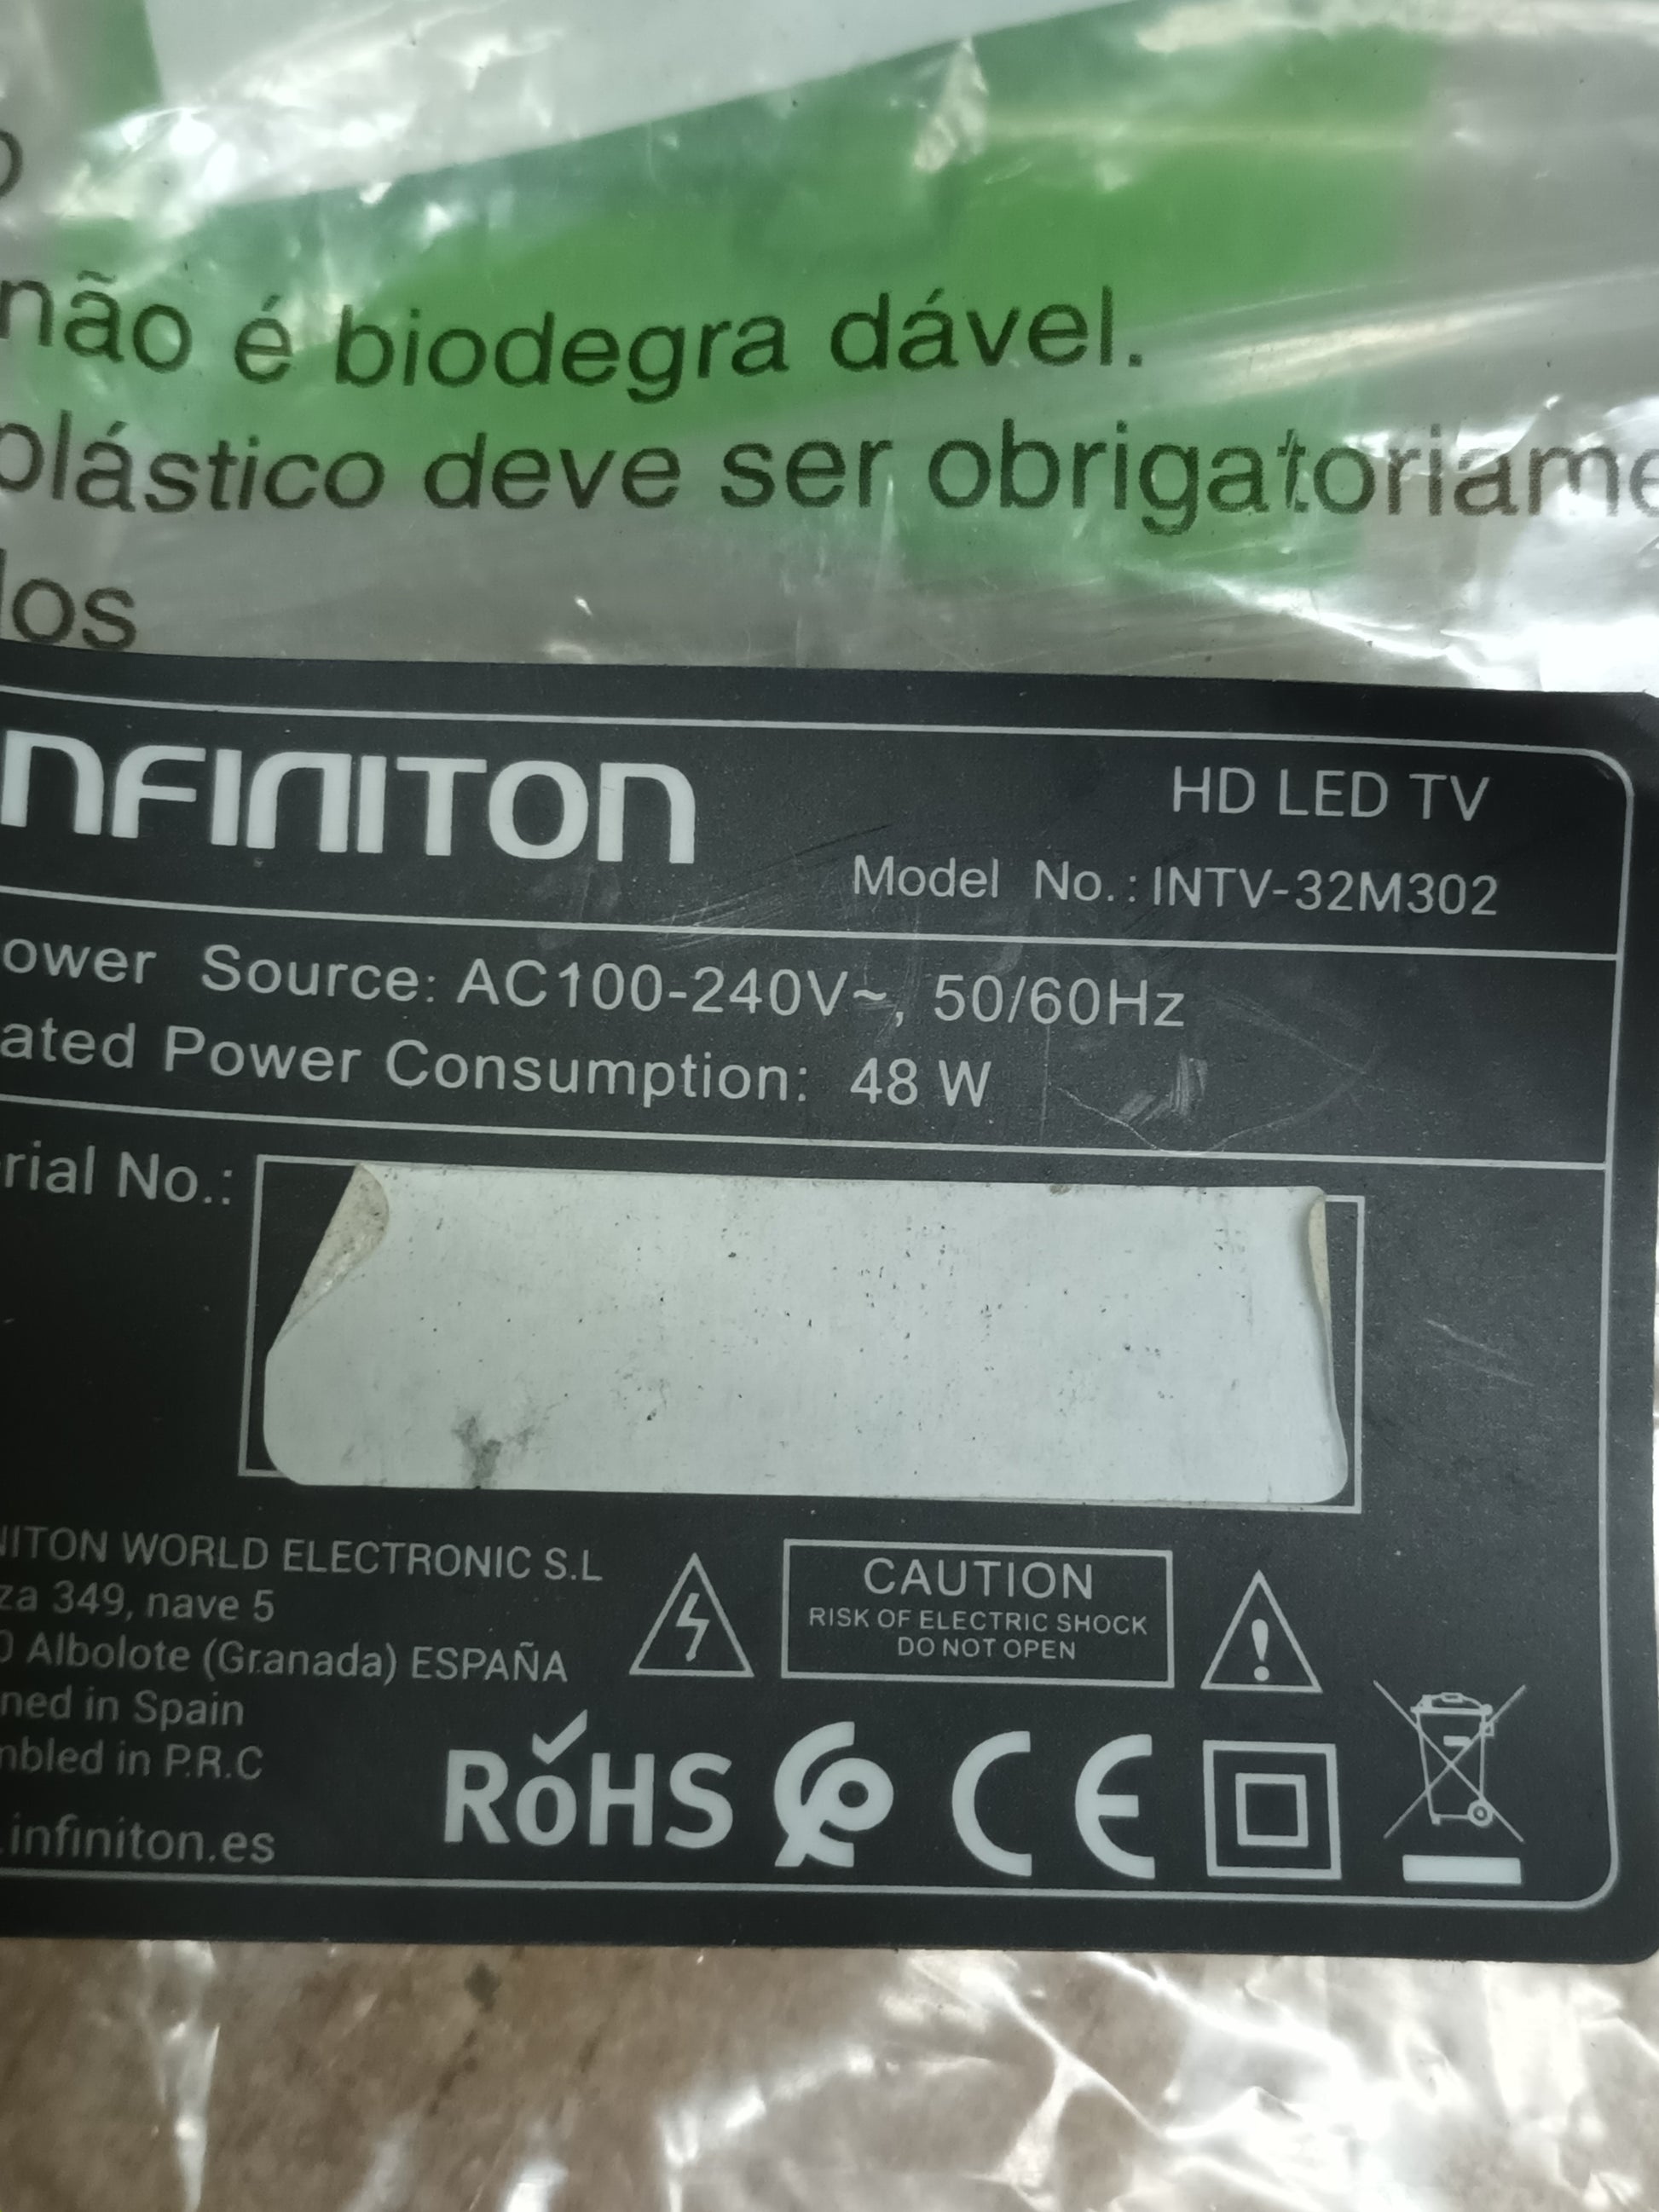 o
não é biodegra dável.
plástico deve ser obrigatoriame
los
NFINITON
HD LED TV
Model No.: INTV-32M302
ower Source: AC100-240V~, 50/60Hz
ated Power Consumption: 48 W
rial No.:
NITON WORLD ELECTRONIC S.L
za 349, nave 5
0 Albolote (Granada) ESPAÑA
ned in Spain
mbled in P.R.C
.infiniton.es
CAUTION
RISK OF ELECTRIC SHOCK
DO NOT OPEN
RoHS CE